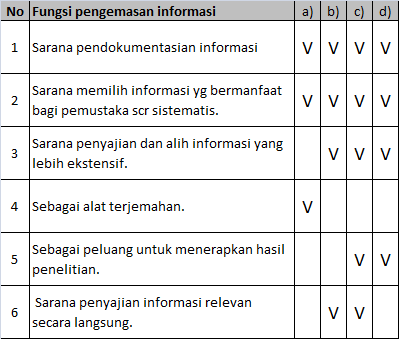 No Fungsi pengemasan informasi a) b) c) d)
1 Sarana pendokumentasian informasi V V V V
2 Sarana memilih informasi yg bermanfaat bagi pemustaka scr sistematis. V V V V
3 Sarana penyajian dan alih informasi yang lebih ekstensif. V V V
4 Sebagai alat terjemahan. V
5 Sebagai peluang untuk menerapkan hasil penelitian. V V
6 Sarana penyajian informasi relevan secara langsung. V V